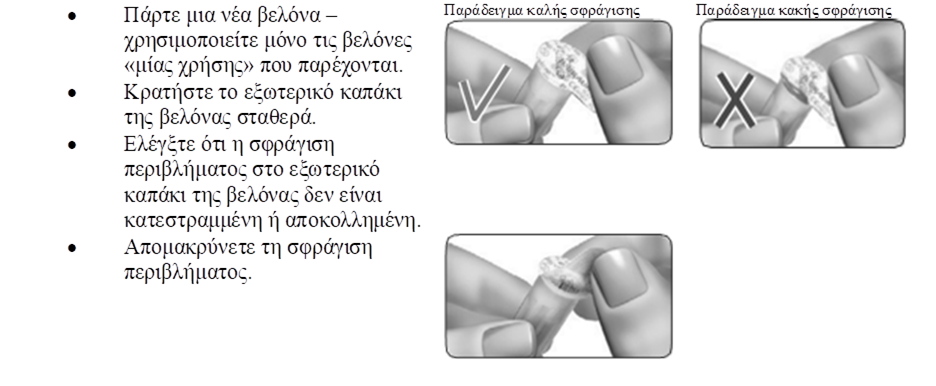 • Πάρτε μια νέα βελόνα –
χρησιμοποιείτε μόνο τις βελόνες
«μίας χρήσης» που παρέχονται.
• Κρατήστε το εξωτερικό καπάκι
της βελόνας σταθερά.
• Ελέγξτε ότι η σφράγιση
περιβλήματος στο εξωτερικό
καπάκι της βελόνας δεν είναι
κατεστραμμένη ή αποκολλημένη.
• Απομακρύνετε τη σφράγιση
περιβλήματος.
Παράδειγμα καλής σφράγισης
Παράδειγμα κακής σφράγισης